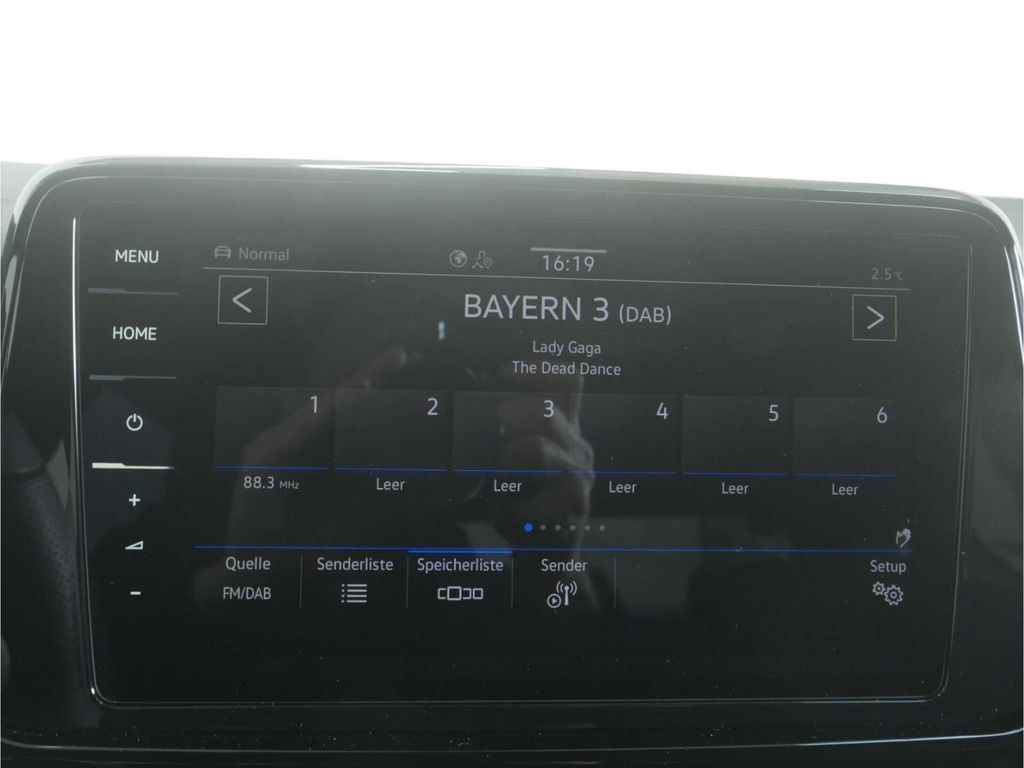 MENU
HOME
Normal
16:19
2.5°C
BAYERN 3 (DAB)
Lady Gaga
The Dead Dance
1 2 3 4 5 6
88.3 MHz Leer Leer Leer Leer Leer
Quelle Senderliste Speicherliste Sender Setup
FM/DAB